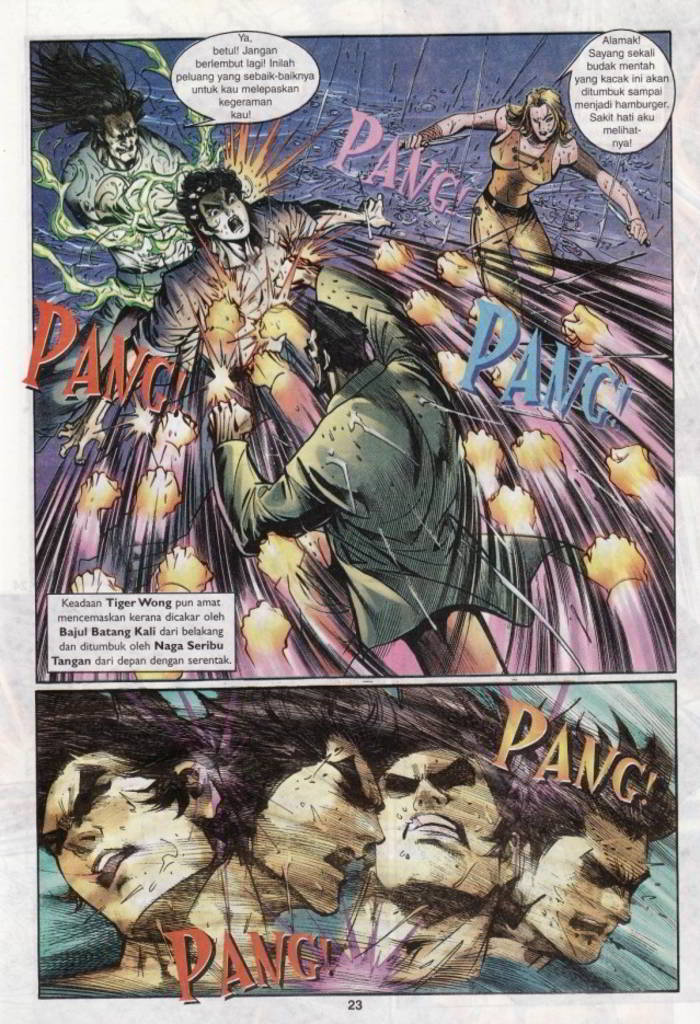 Ya,
betul! Jangan
berlembut lagi! Inilah
peluang yang sebaik-baiknya
untuk kau melepaskan
kegeraman
kau!
Alamak!
Sayang sekali
budak mentah
yang kacak ini akan
ditumbuk sampai
menjadi hamburger.
Sakit hati aku
melihat-
nya!
PANG!
PANG!
PANG!
Keadaan Tiger Wong pun amat
mencemaskan kerana dicakar oleh
Bajul Batang Kali dari belakang
dan ditumbuk oleh Naga Seribu
Tangan dari depan dengan serentak.
PANG!
PANG!
23